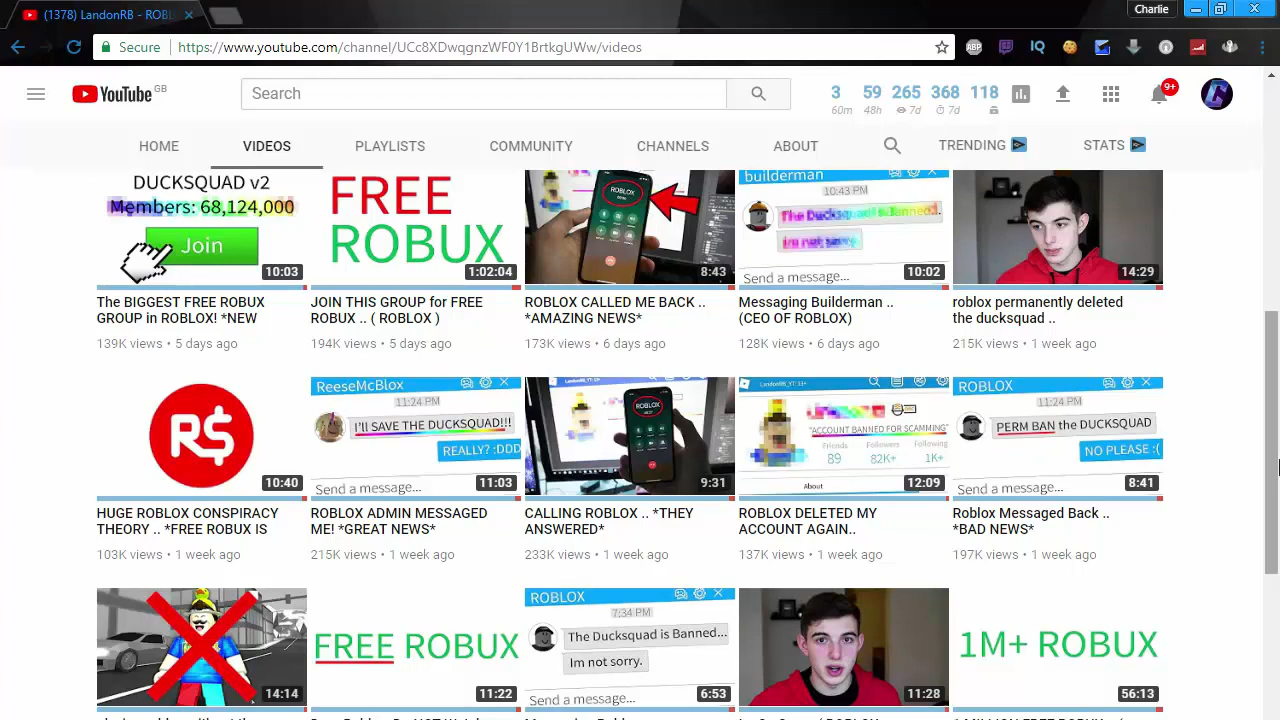 (1378) LandonRB - ROBL
Charlie
Secure
https://www.youtube.com/channel/UCc8XDwqgnzWF0Y1BrtkgUWw/videos
ABP
IQ
YouTube GB
Search
3 59 265 368 118
60m 48h 7d 7d
9+
HOME VIDEOS PLAYLISTS COMMUNITY CHANNELS ABOUT TRENDING STATS
DUCKSQUAD v2
Members: 68,124,000
Join
10:03
The BIGGEST FREE ROBUX
GROUP in ROBLOX! *NEW
139K views • 5 days ago
FREE
ROBUX
1:02:04
JOIN THIS GROUP for FREE
ROBUX .. ( ROBLOX )
194K views • 5 days ago
ROBLOX
8:43
ROBLOX CALLED ME BACK ..
*AMAZING NEWS*
173K views • 6 days ago
builderman
10:43 PM
The Ducksquad is Banned...
Im not sorry.
Send a message...
10:02
Messaging Builderman ..
(CEO OF ROBLOX)
128K views • 6 days ago
14:29
roblox permanently deleted
the ducksquad ..
215K views • 1 week ago
R$
10:40
HUGE ROBLOX CONSPIRACY
THEORY .. *FREE ROBUX IS
103K views • 1 week ago
ReeseMcBlox
11:24 PM
I'LL SAVE THE DUCKSQUAD!!!
REALLY? :DDD
Send a message...
11:03
ROBLOX ADMIN MESSAGED
ME! *GREAT NEWS*
215K views • 1 week ago
ROBLOX
9:31
CALLING ROBLOX .. *THEY
ANSWERED*
233K views • 1 week ago
LandonRB_YT: 13+
"ACCOUNT BANNED FOR SCAMMING"
Friends Followers Following
89 82K+ 1K+
About
12:09
ROBLOX DELETED MY
ACCOUNT AGAIN..
137K views • 1 week ago
ROBLOX
11:24 PM
PERM BAN the DUCKSQUAD
NO PLEASE :(
Send a message...
8:41
Roblox Messaged Back ..
*BAD NEWS*
197K views • 1 week ago
14:14
FREE ROBUX
11:22
ROBLOX
7:34 PM
The Ducksquad is Banned...
Im not sorry.
Send a message...
6:53
11:28
1M+ ROBUX
56:13